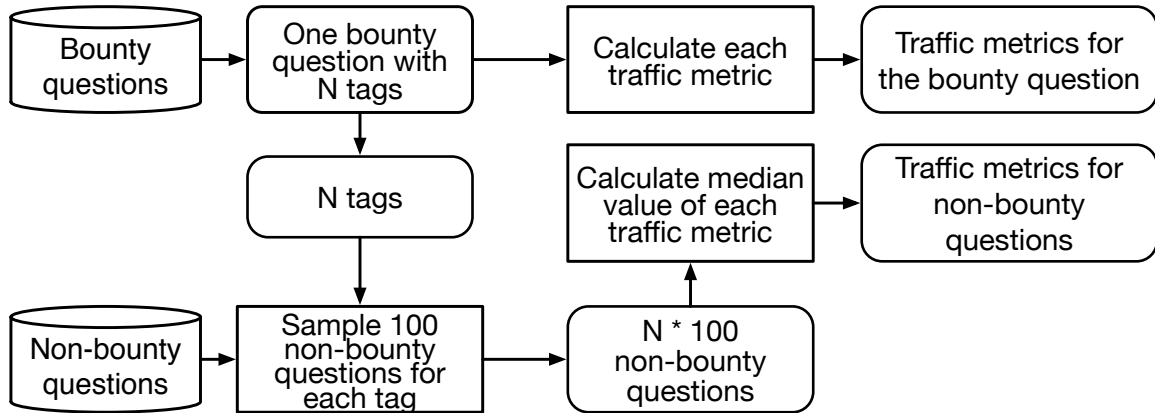 Bounty
questions
One bounty
question with
N tags
Calculate each
traffic metric
Traffic metrics for
the bounty question
N tags
Calculate median
value of each
traffic metric
Traffic metrics for
non-bounty
questions
Non-bounty
questions
Sample 100
non-bounty
questions for
each tag
N * 100
non-bounty
questions